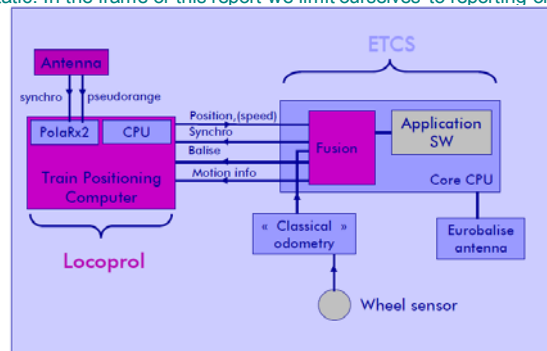 ETCS
Antenna
synchro
pseudorange
PolaRx2
CPU
Train Positioning
Computer
Locoprol
Position,(speed)
Synchro
Balise
Motion info
Fusion
Application
SW
Core CPU
« Classical »
odometry
Eurobalise
antenna
Wheel sensor